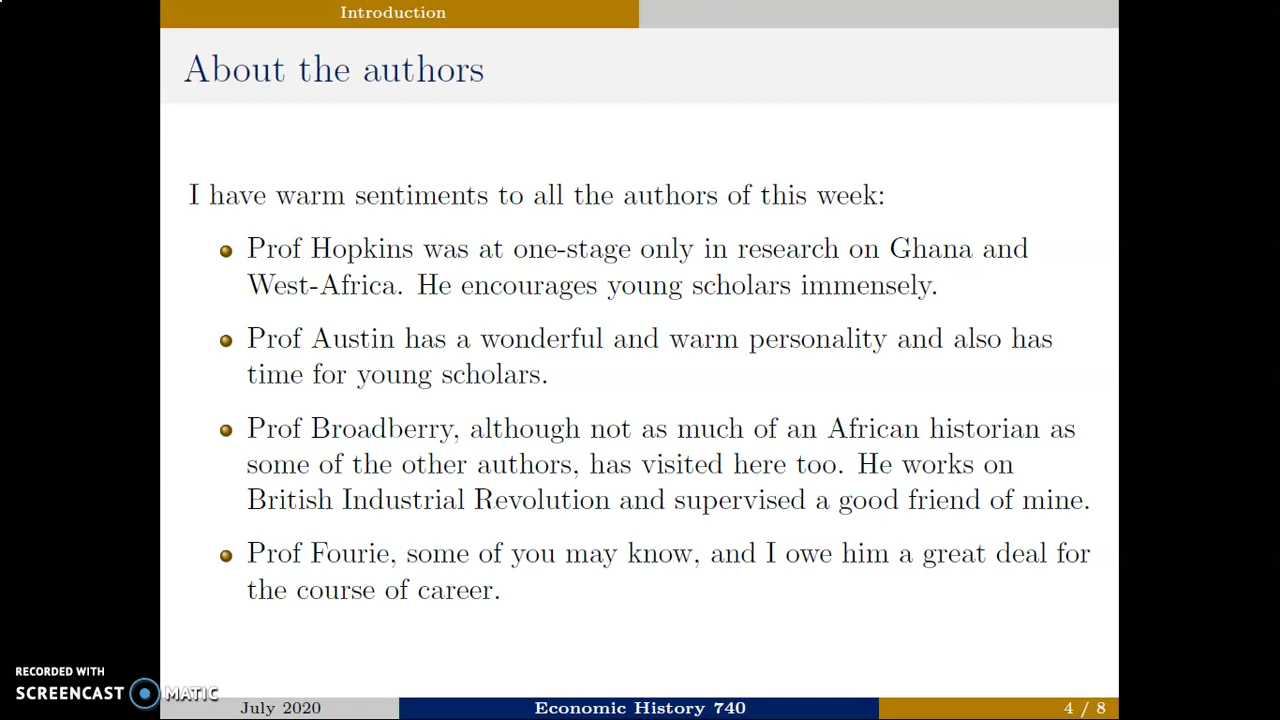 Introduction
About the authors
I have warm sentiments to all the authors of this week:
Prof Hopkins was at one-stage only in research on Ghana and
West-Africa. He encourages young scholars immensely.
Prof Austin has a wonderful and warm personality and also has
time for young scholars.
Prof Broadberry, although not as much of an African historian as
some of the other authors, has visited here too. He works on
British Industrial Revolution and supervised a good friend of mine.
Prof Fourie, some of you may know, and I owe him a great deal for
the course of career.
RECORDED WITH
SCREENCAST MATIC
July 2020
Economic History 740
4 / 8